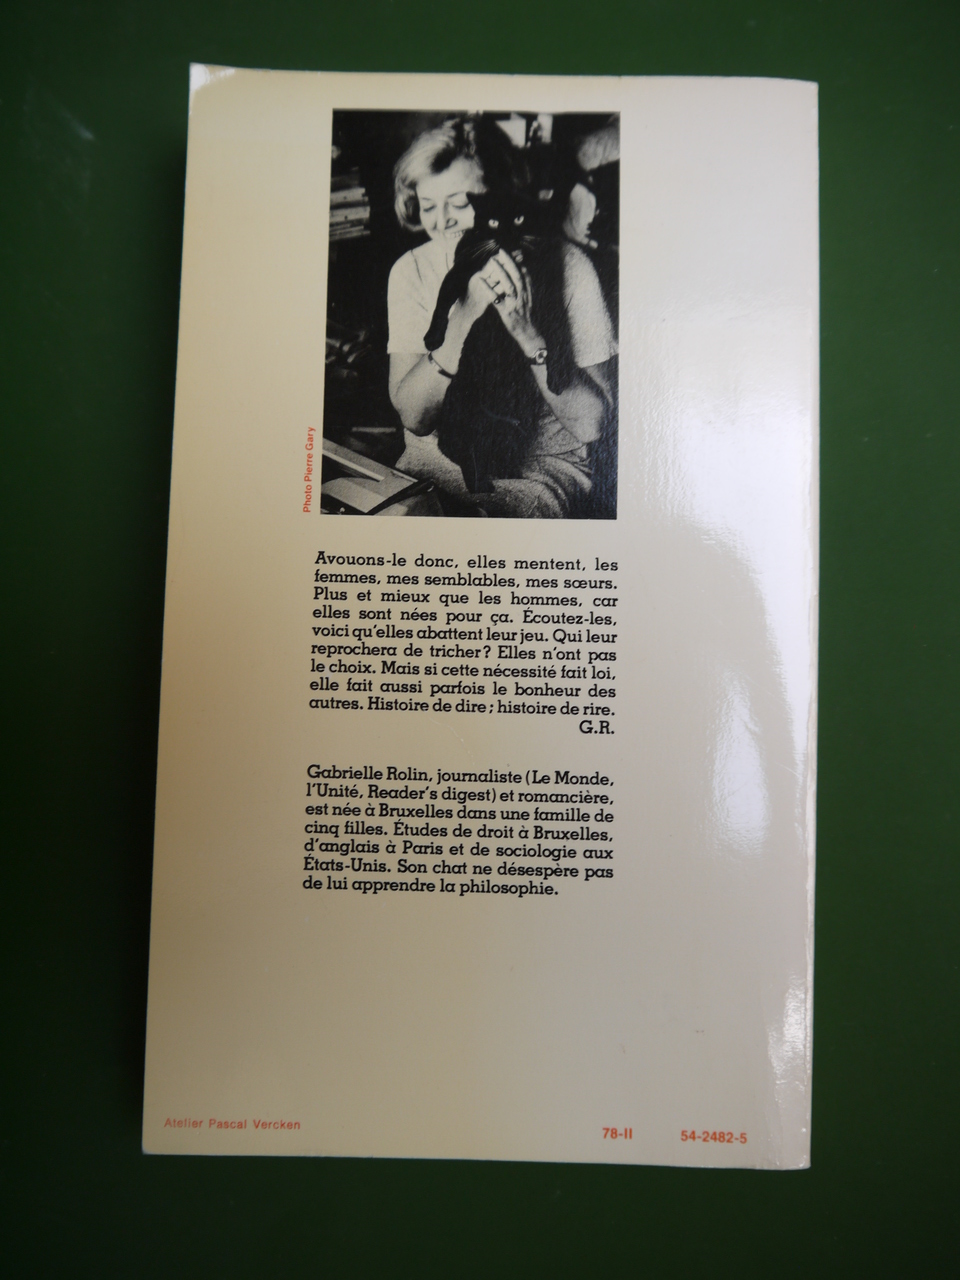 Photo Pierre Gary
Avouons-le donc, elles mentent, les
femmes, mes semblables, mes sœurs.
Plus et mieux que les hommes, car
elles sont nées pour ça. Écoutez-les,
voici qu'elles abattent leur jeu. Qui leur
reprochera de tricher? Elles n'ont pas
le choix. Mais si cette nécessité fait loi,
elle fait aussi parfois le bonheur des
autres. Histoire de dire; histoire de rire.
G.R.
Gabrielle Rolin, journaliste (Le Monde,
l'Unité, Reader's digest) et romancière,
est née à Bruxelles dans une famille de
cinq filles. Études de droit à Bruxelles,
d'anglais à Paris et de sociologie aux
États-Unis. Son chat ne désespère pas
de lui apprendre la philosophie.
Atelier Pascal Vercken
78-II 54-2482-5